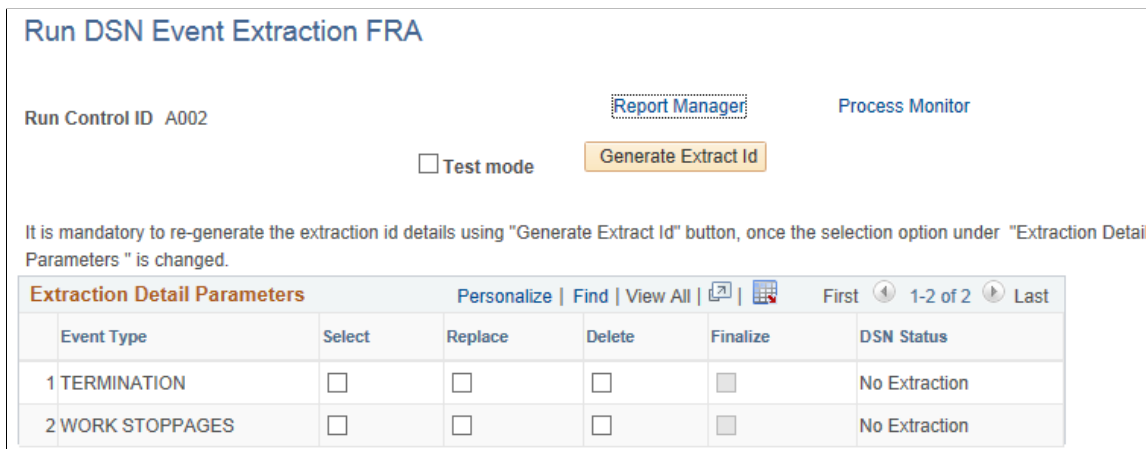 Run DSN Event Extraction FRA
Run Control ID A002 Report Manager Process Monitor
Test mode Generate Extract Id
It is mandatory to re-generate the extraction id details using "Generate Extract Id" button, once the selection option under "Extraction Detail
Parameters " is changed.
Extraction Detail Parameters Personalize | Find | View All | | First 1-2 of 2 Last
Event Type Select Replace Delete Finalize DSN Status
1 TERMINATION No Extraction
2 WORK STOPPAGES No Extraction